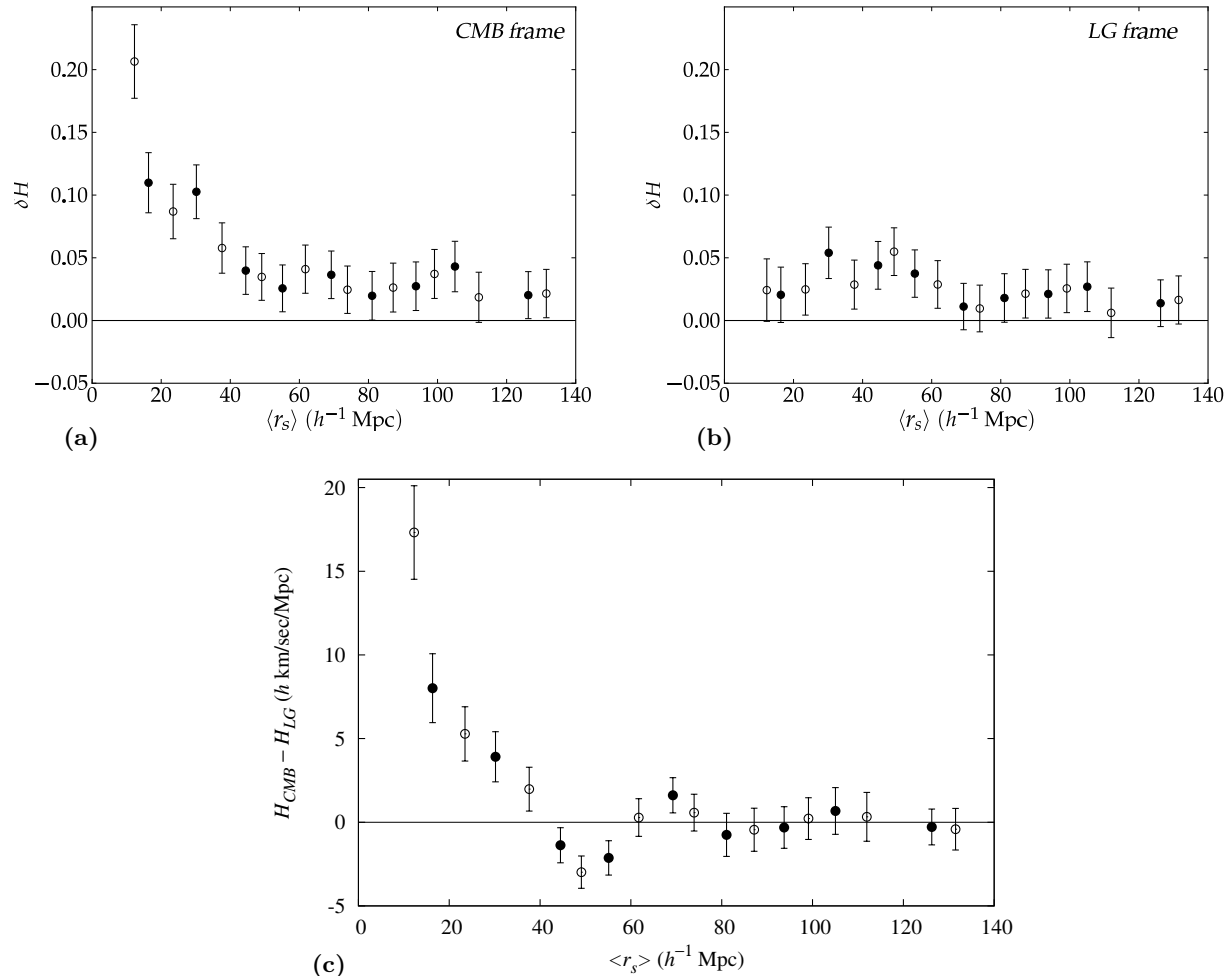 CMB frame
0.20
0.15
0.10
0.05
0.00
−0.05
δH
0 20 40 60 80 100 120 140
⟨r_s⟩ (h⁻¹ Mpc)
(a)
LG frame
0.20
0.15
0.10
0.05
0.00
−0.05
δH
0 20 40 60 80 100 120 140
⟨r_s⟩ (h⁻¹ Mpc)
(b)
20
15
10
5
0
-5
H_CMB − H_LG (h km/sec/Mpc)
0 20 40 60 80 100 120 140
<r_s> (h⁻¹ Mpc)
(c)